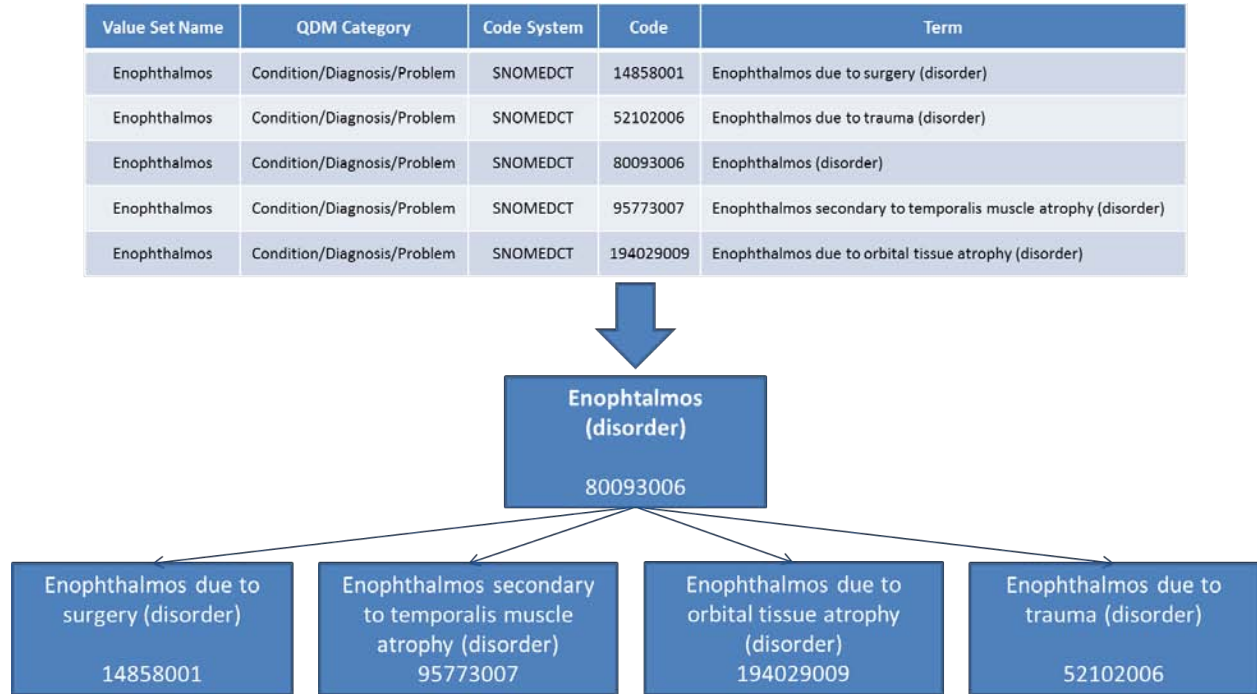 Value Set Name QDM Category Code System Code Term
Enophthalmos Condition/Diagnosis/Problem SNOMEDCT 14858001 Enophthalmos due to surgery (disorder)
Enophthalmos Condition/Diagnosis/Problem SNOMEDCT 52102006 Enophthalmos due to trauma (disorder)
Enophthalmos Condition/Diagnosis/Problem SNOMEDCT 80093006 Enophthalmos (disorder)
Enophthalmos Condition/Diagnosis/Problem SNOMEDCT 95773007 Enophthalmos secondary to temporalis muscle atrophy (disorder)
Enophthalmos Condition/Diagnosis/Problem SNOMEDCT 194029009 Enophthalmos due to orbital tissue atrophy (disorder)
Enophtalmos
(disorder)
80093006
Enophthalmos due to
surgery (disorder)
14858001
Enophthalmos secondary
to temporalis muscle
atrophy (disorder)
95773007
Enophthalmos due to
orbital tissue atrophy
(disorder)
194029009
Enophthalmos due to
trauma (disorder)
52102006